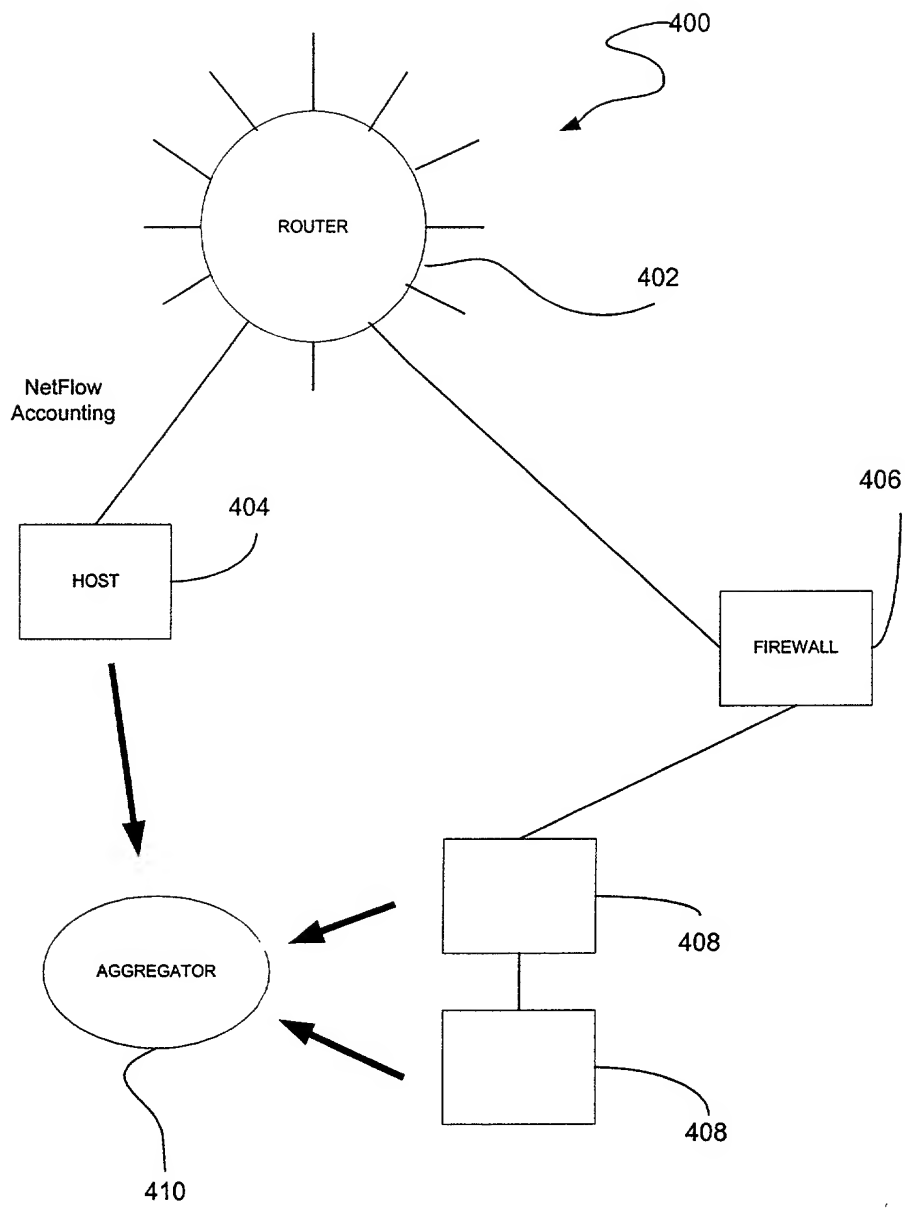 400
ROUTER
402
NetFlow
Accounting
404
406
HOST
FIREWALL
408
AGGREGATOR
408
410